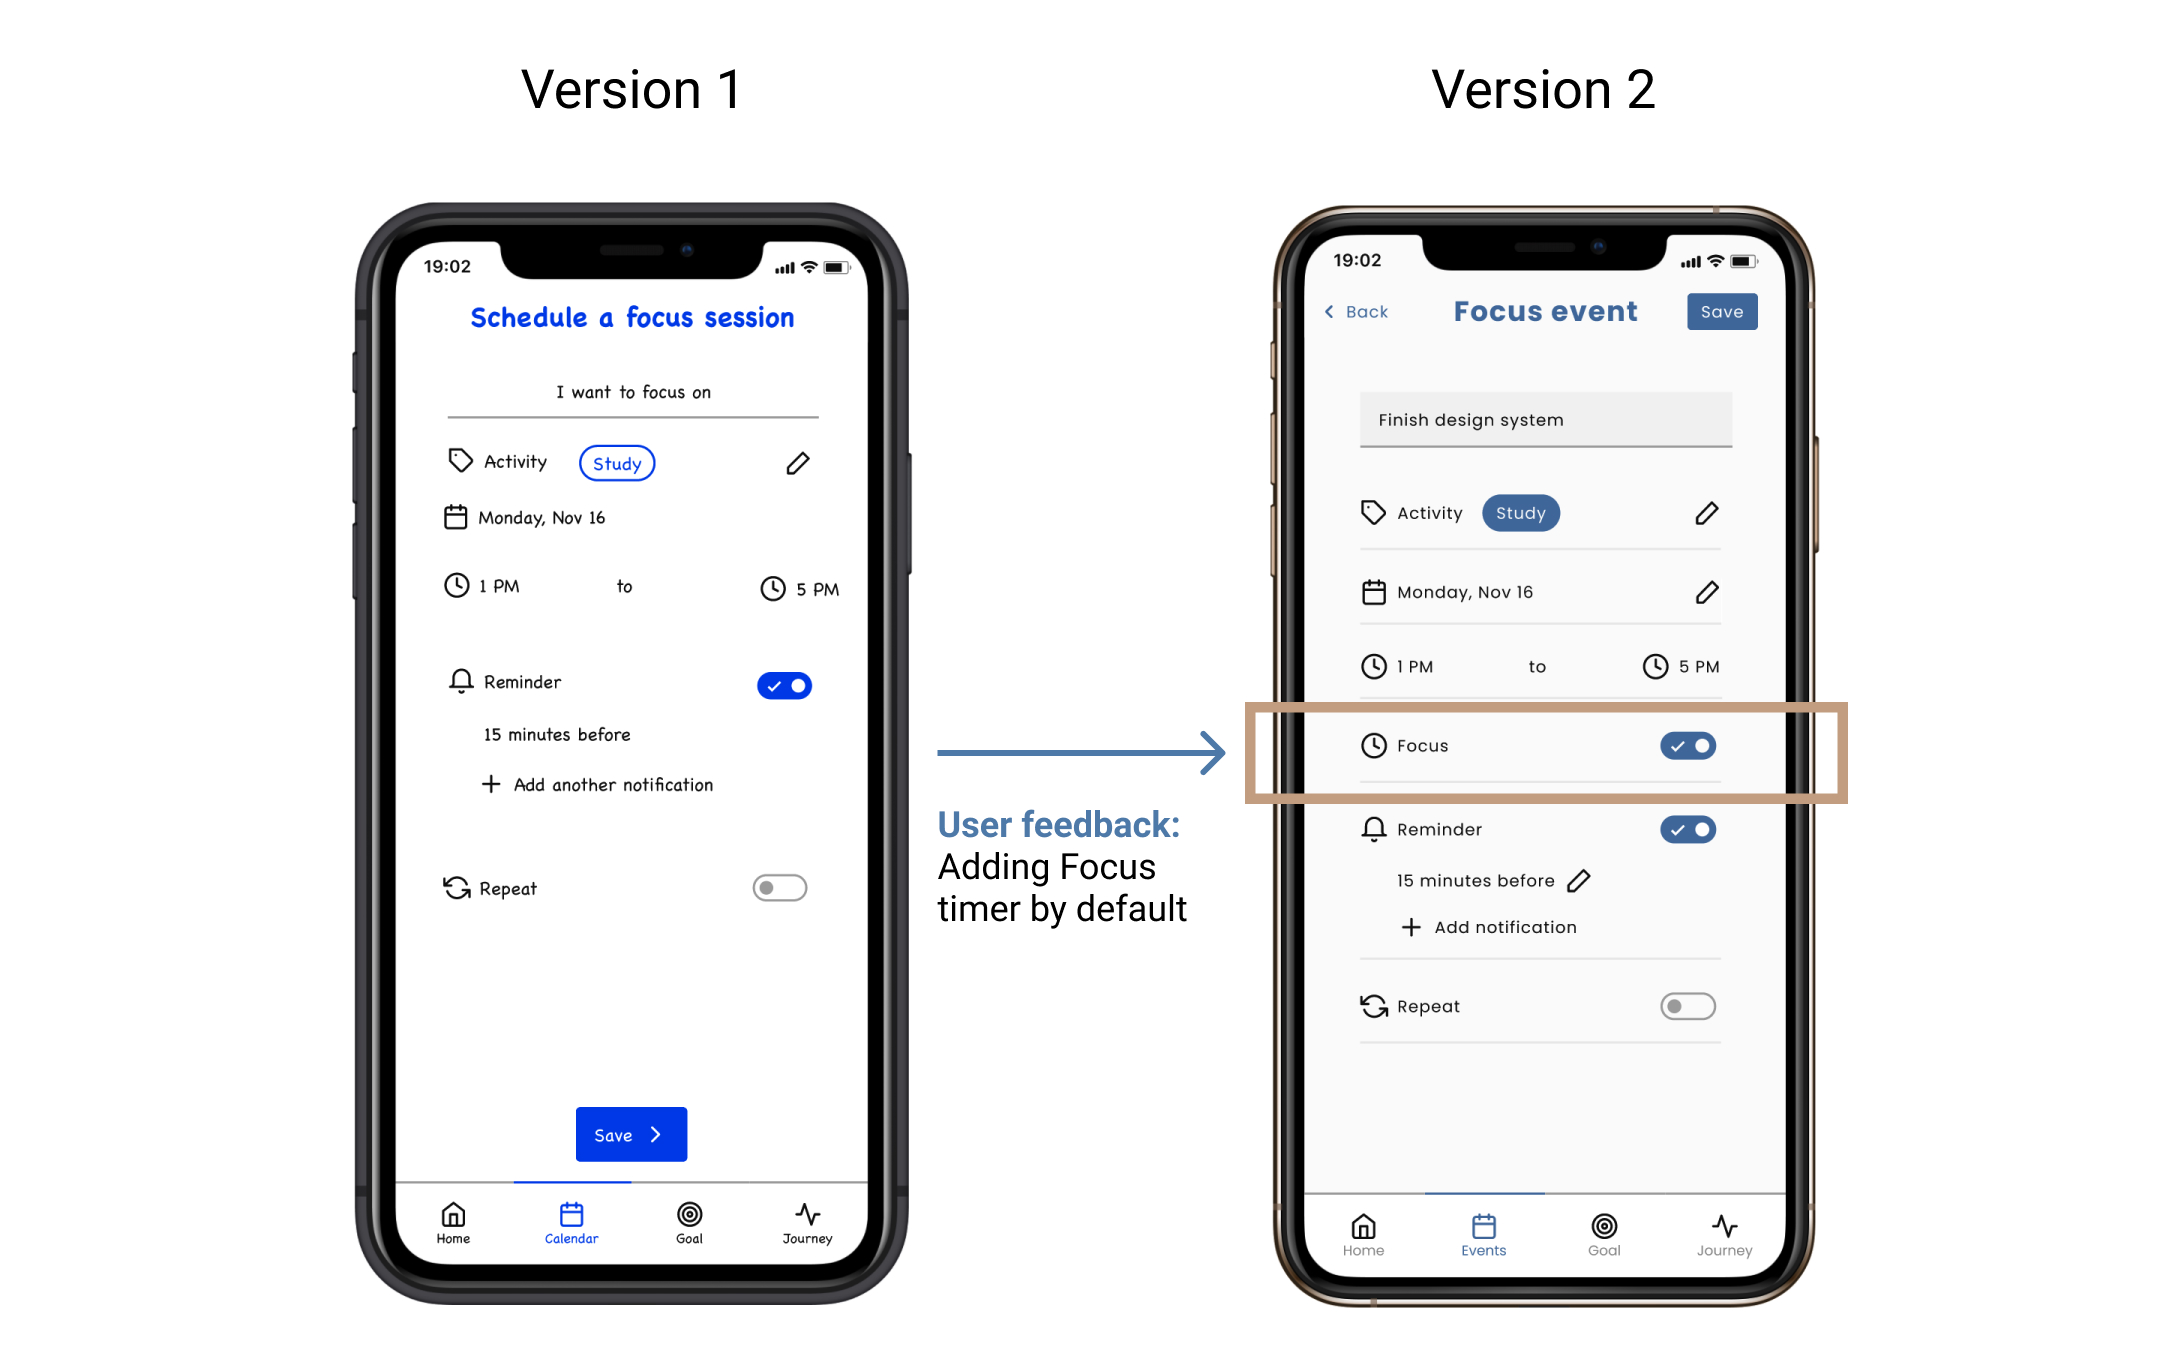 Version 1
19:02
Schedule a focus session
I want to focus on
Activity Study
Monday, Nov 16
1 PM to 5 PM
Reminder
15 minutes before
Add another notification
Repeat
Save
Home Calendar Goal Journey
User feedback:
Adding Focus
timer by default
Version 2
19:02
Back Focus event Save
Finish design system
Activity Study
Monday, Nov 16
1 PM to 5 PM
Focus
Reminder
15 minutes before
Add notification
Repeat
Home Events Goal Journey